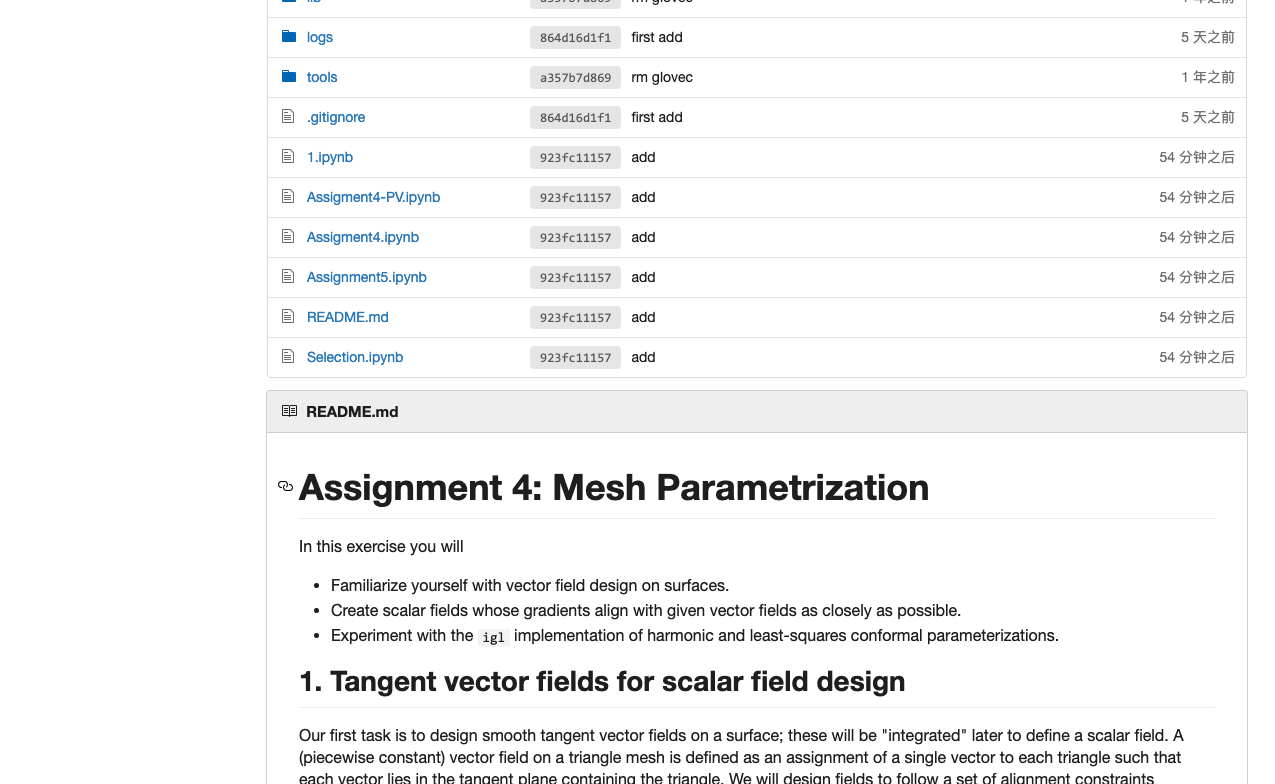 lib a357b7d869 rm glovec 1 年之前
logs 864d16d1f1 first add 5 天之前
tools a357b7d869 rm glovec 1 年之前
.gitignore 864d16d1f1 first add 5 天之前
1.ipynb 923fc11157 add 54 分钟之后
Assigment4-PV.ipynb 923fc11157 add 54 分钟之后
Assigment4.ipynb 923fc11157 add 54 分钟之后
Assignment5.ipynb 923fc11157 add 54 分钟之后
README.md 923fc11157 add 54 分钟之后
Selection.ipynb 923fc11157 add 54 分钟之后
README.md
Assignment 4: Mesh Parametrization
In this exercise you will
• Familiarize yourself with vector field design on surfaces.
• Create scalar fields whose gradients align with given vector fields as closely as possible.
• Experiment with the igl implementation of harmonic and least-squares conformal parameterizations.
1. Tangent vector fields for scalar field design
Our first task is to design smooth tangent vector fields on a surface; these will be "integrated" later to define a scalar field. A
(piecewise constant) vector field on a triangle mesh is defined as an assignment of a single vector to each triangle such that
each vector lies in the tangent plane containing the triangle. We will design fields to follow a set of alignment constraints